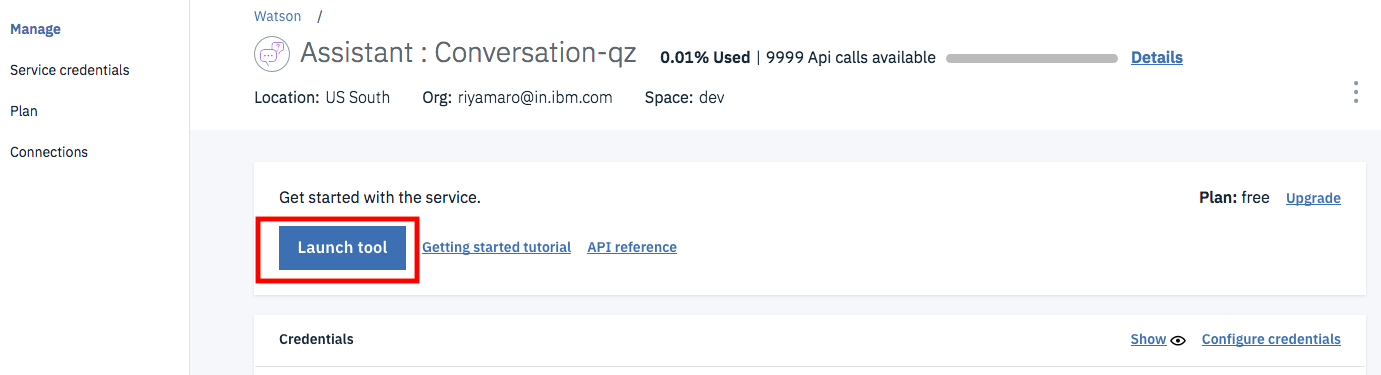 Manage
Service credentials
Plan
Connections
Watson /
Assistant : Conversation-qz 0.01% Used | 9999 Api calls available Details
Location: US South Org: riyamaro@in.ibm.com Space: dev
Get started with the service. Plan: free Upgrade
Launch tool Getting started tutorial API reference
Credentials Show Configure credentials